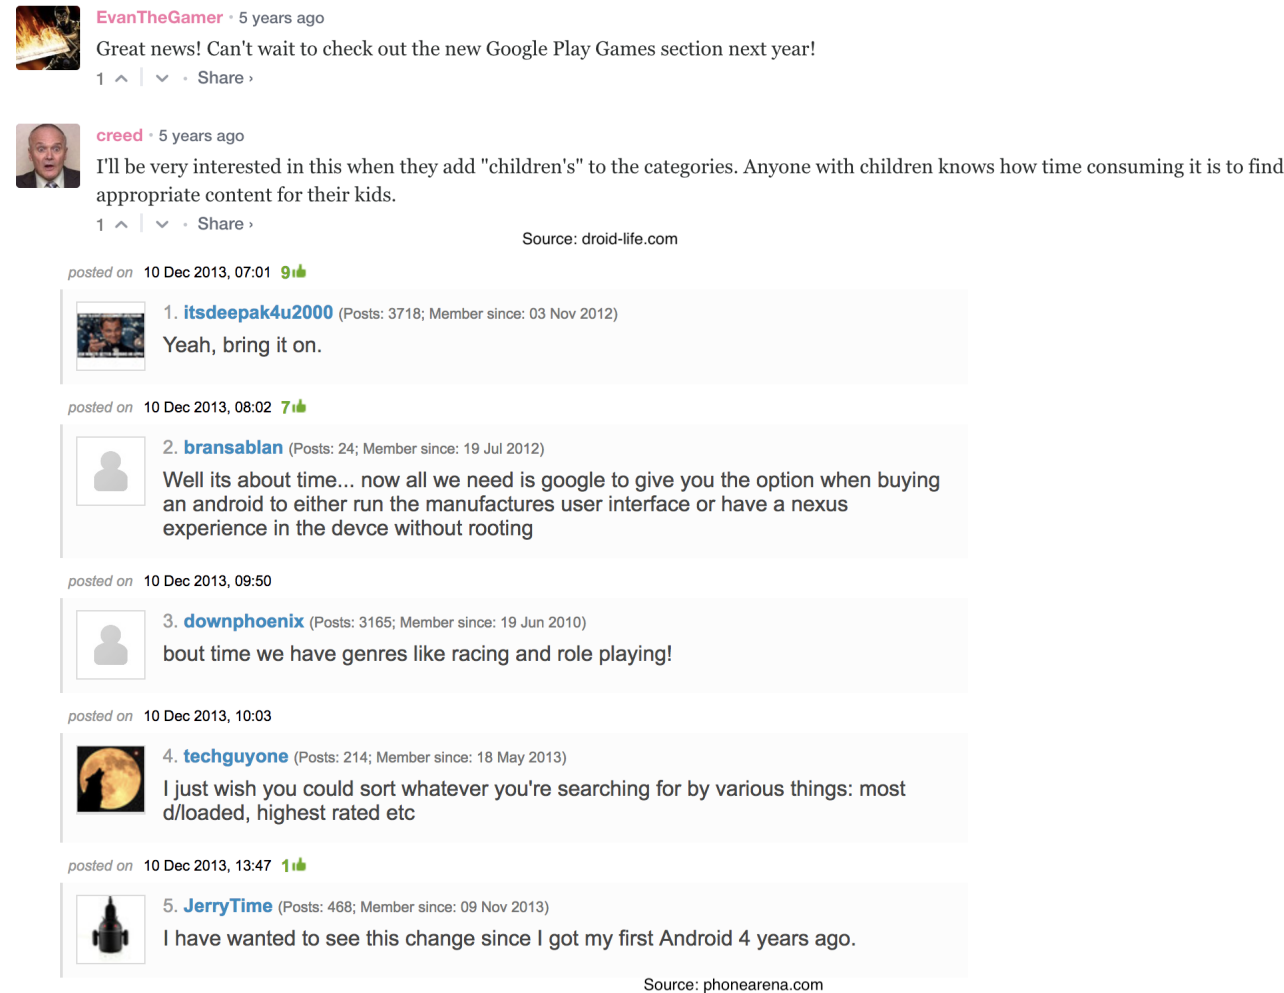 EvanTheGamer • 5 years ago
Great news! Can't wait to check out the new Google Play Games section next year!
1 • Share ›
creed • 5 years ago
I'll be very interested in this when they add "children's" to the categories. Anyone with children knows how time consuming it is to find
appropriate content for their kids.
1 • Share ›
Source: droid-life.com
posted on 10 Dec 2013, 07:01 9
1. itsdeepak4u2000 (Posts: 3718; Member since: 03 Nov 2012)
Yeah, bring it on.
posted on 10 Dec 2013, 08:02 7
2. bransablan (Posts: 24; Member since: 19 Jul 2012)
Well its about time... now all we need is google to give you the option when buying
an android to either run the manufactures user interface or have a nexus
experience in the devce without rooting
posted on 10 Dec 2013, 09:50
3. downphoenix (Posts: 3165; Member since: 19 Jun 2010)
bout time we have genres like racing and role playing!
posted on 10 Dec 2013, 10:03
4. techguyone (Posts: 214; Member since: 18 May 2013)
I just wish you could sort whatever you're searching for by various things: most
d/loaded, highest rated etc
posted on 10 Dec 2013, 13:47 1
5. JerryTime (Posts: 468; Member since: 09 Nov 2013)
I have wanted to see this change since I got my first Android 4 years ago.
Source: phonearena.com